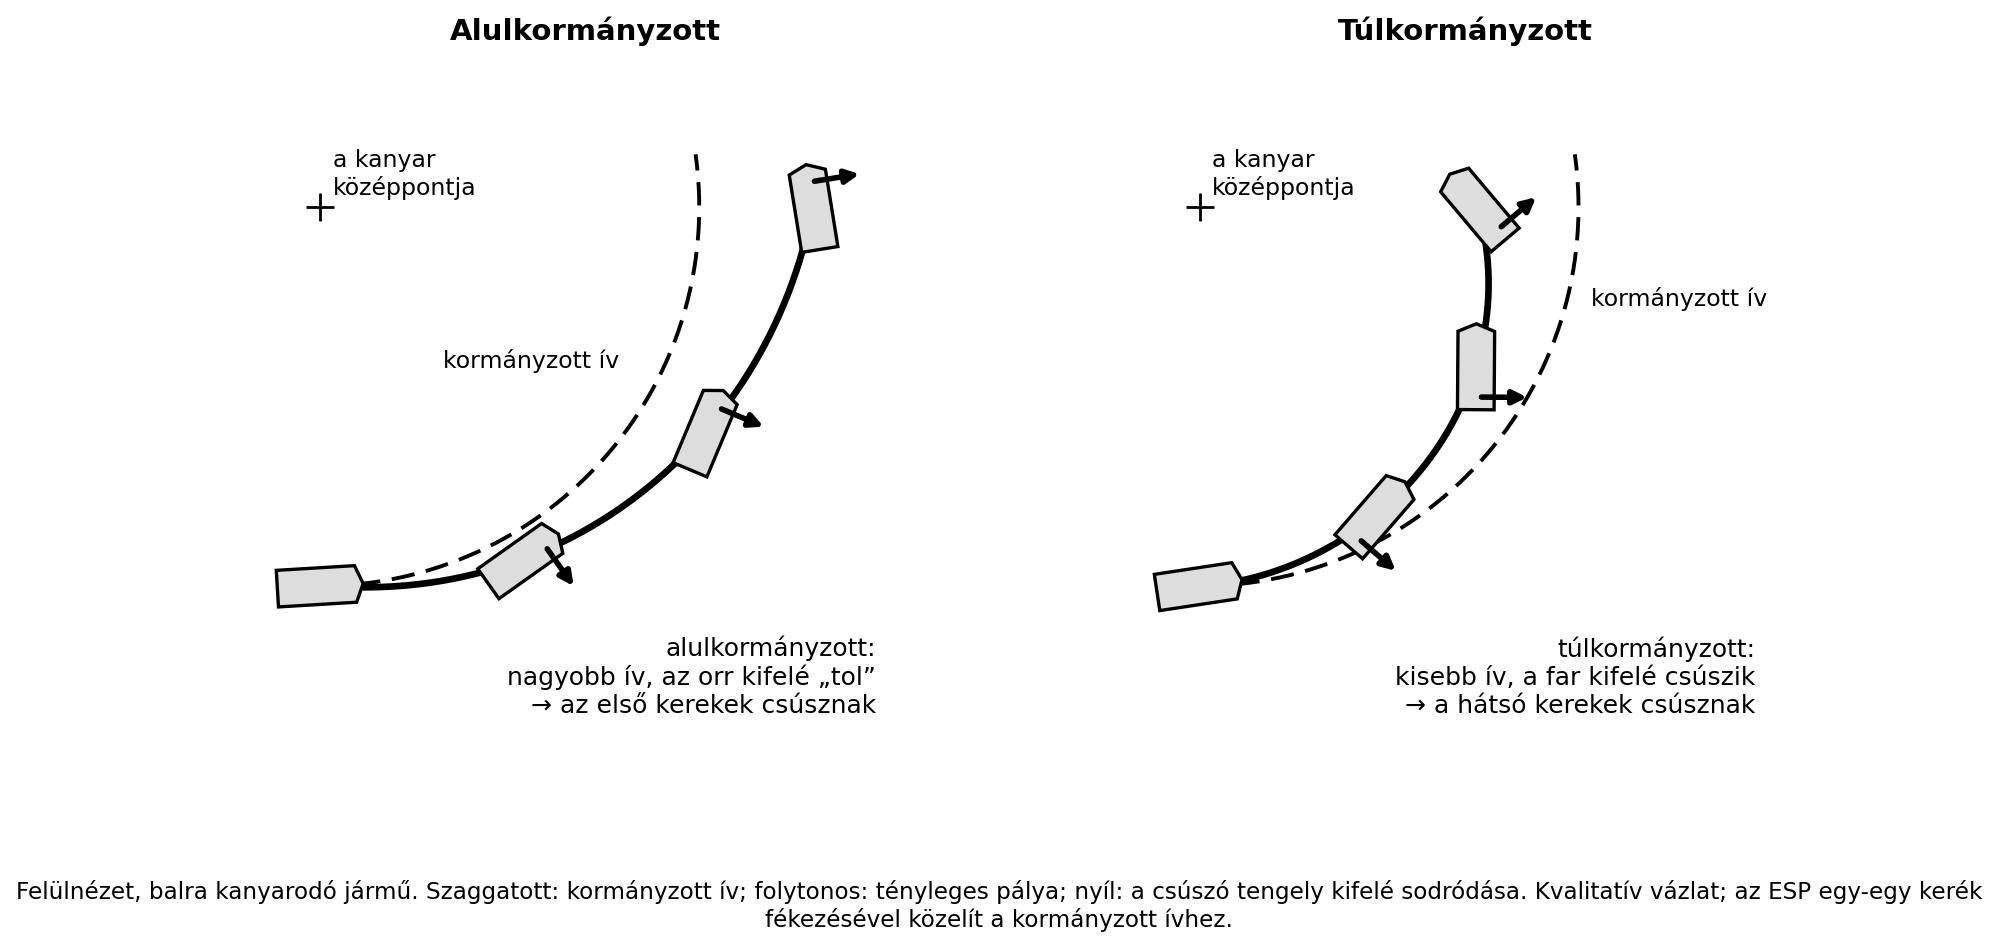 Alulkormányzott
a kanyar
középpontja
kormányzott ív
alulkormányzott:
nagyobb ív, az orr kifelé „tol”
→ az első kerekek csúsznak
Túlkormányzott
a kanyar
középpontja
kormányzott ív
túlkormányzott:
kisebb ív, a far kifelé csúszik
→ a hátsó kerekek csúsznak
Felülnézet, balra kanyarodó jármű. Szaggatott: kormányzott ív; folytonos: tényleges pálya; nyíl: a csúszó tengely kifelé sodródása. Kvalitatív vázlat; az ESP egy-egy kerék
fékezésével közelít a kormányzott ívhez.